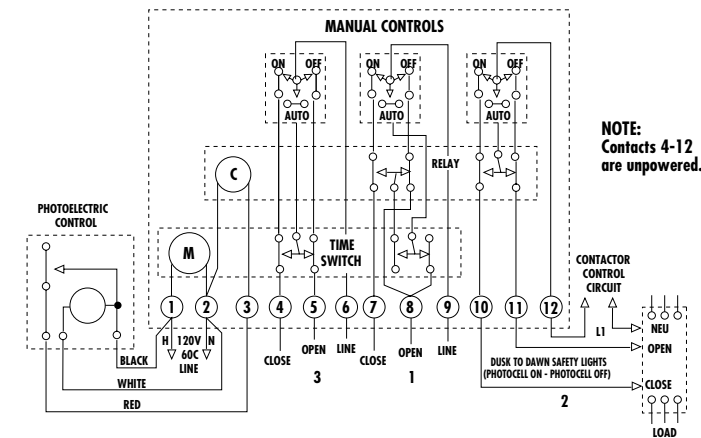 MANUAL CONTROLS
ON OFF ON OFF ON OFF
AUTO AUTO AUTO
NOTE:
Contacts 4-12
are unpowered.
RELAY
C
PHOTOELECTRIC
CONTROL
M
TIME
SWITCH
CONTACTOR
CONTROL
CIRCUIT
1 2 3 4 5 6 7 8 9 10 11 12
H 120V N
60C
LINE
BLACK
WHITE
RED
CLOSE OPEN LINE CLOSE OPEN LINE
3 1
L1
NEU
OPEN
DUSK TO DAWN SAFETY LIGHTS
(PHOTOCELL ON - PHOTOCELL OFF)
2
CLOSE
LOAD